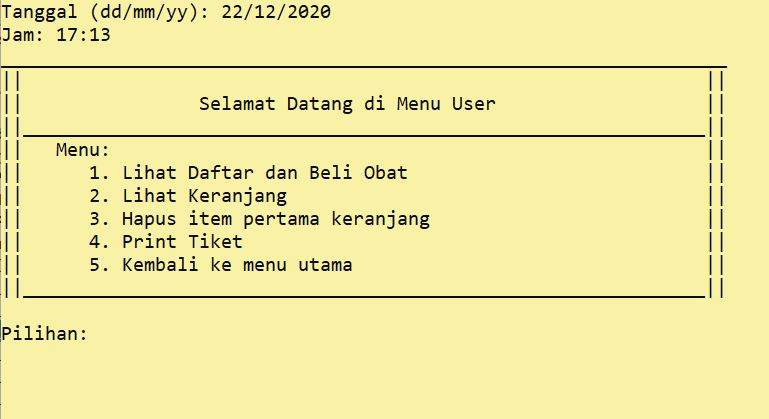 Tanggal (dd/mm/yy): 22/12/2020
Jam: 17:13
Selamat Datang di Menu User
Menu:
1. Lihat Daftar dan Beli Obat
2. Lihat Keranjang
3. Hapus item pertama keranjang
4. Print Tiket
5. Kembali ke menu utama
Pilihan: